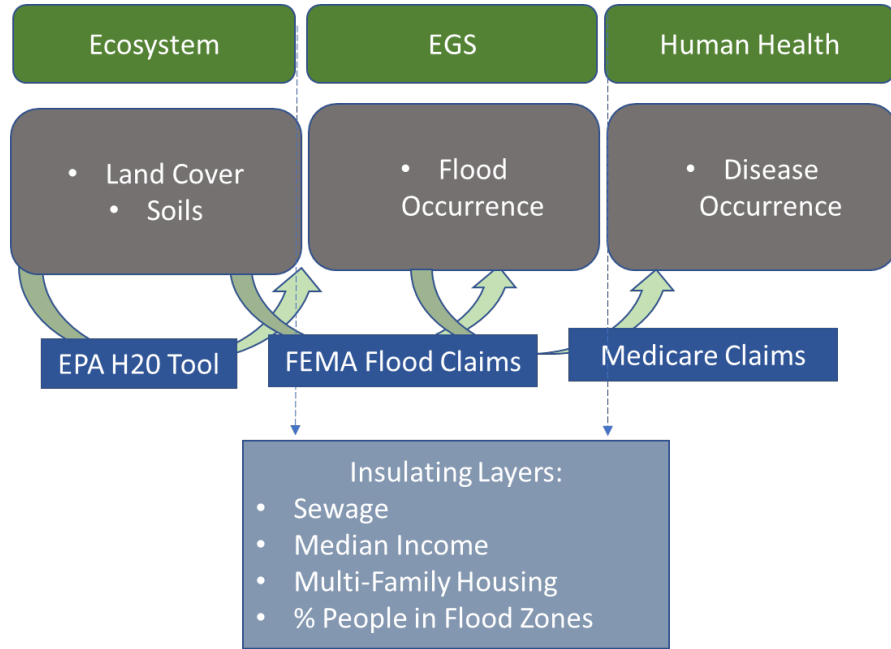 Ecosystem
EGS
Human Health
• Land Cover
• Soils
• Flood
Occurrence
• Disease
Occurrence
EPA H20 Tool
FEMA Flood Claims
Medicare Claims
Insulating Layers:
• Sewage
• Median Income
• Multi-Family Housing
• % People in Flood Zones